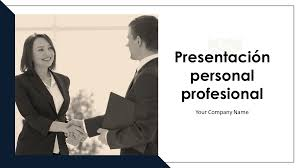 Presentación
personal
profesional
Your Company Name